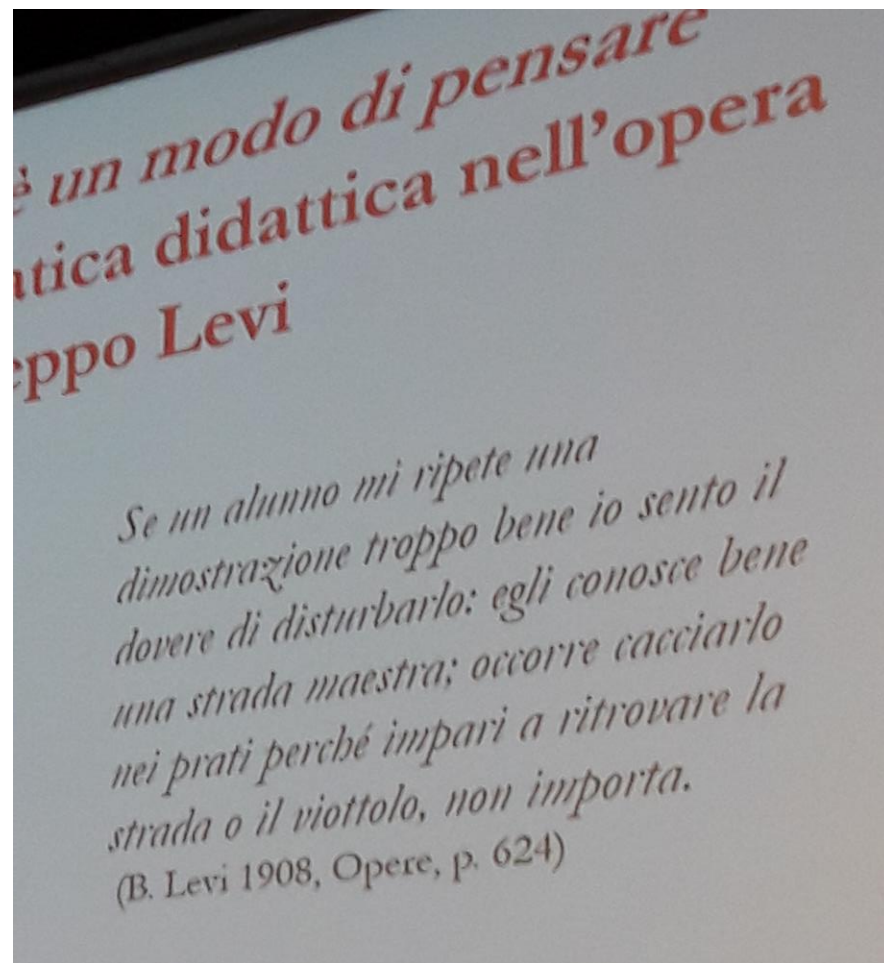 è un modo di pensare
atica didattica nell'opera
eppo Levi
Se un alunno mi ripete una
dimostrazione troppo bene io sento il
dovere di disturbarlo: egli conosce bene
una strada maestra; occorre cacciarlo
nei prati perché impari a ritrovare la
strada o il viottolo, non importa.
(B. Levi 1908, Opere, p. 624)